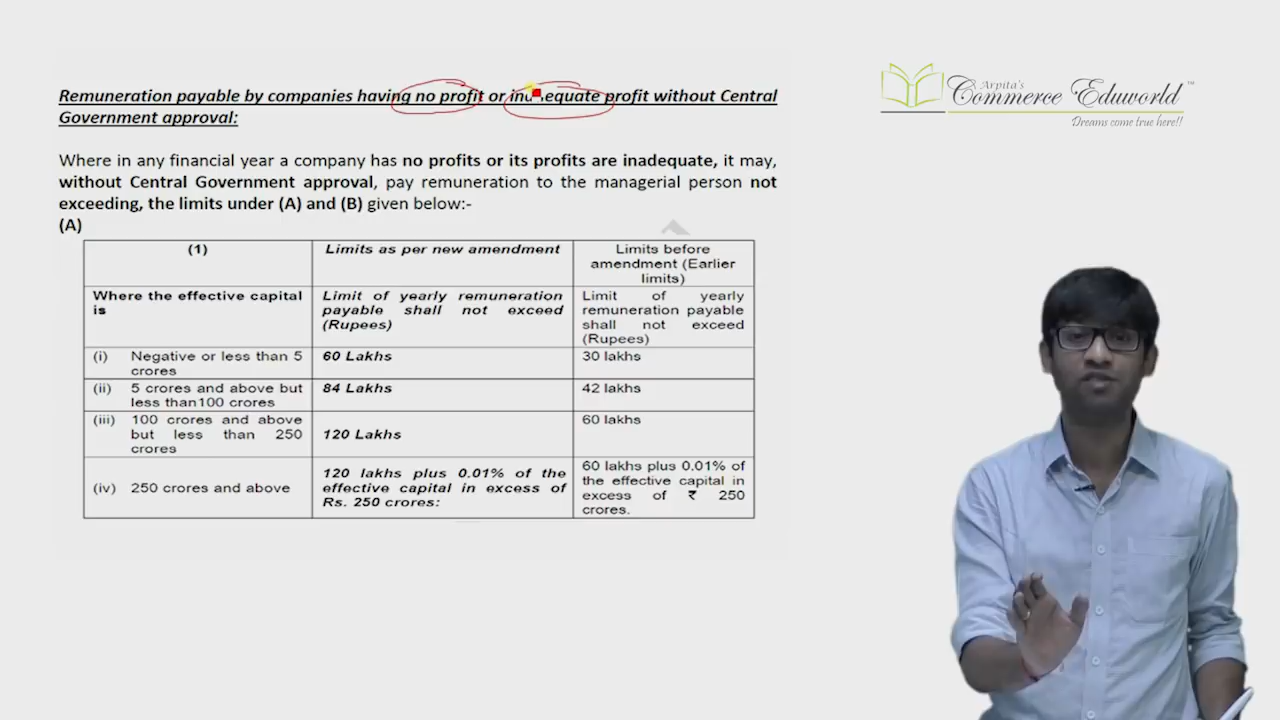 Remuneration payable by companies having no profit or inadequate profit without Central
Government approval:
Arpita's
Commerce Eduworld™
Dreams come true here!!
Where in any financial year a company has no profits or its profits are inadequate, it may,
without Central Government approval, pay remuneration to the managerial person not
exceeding, the limits under (A) and (B) given below:-
(A)
(1)
Limits as per new amendment
Limits before
amendment (Earlier
limits)
Where the effective capital
is
Limit of yearly remuneration
payable shall not exceed
(Rupees)
Limit of yearly
remuneration payable
shall not exceed
(Rupees)
(i) Negative or less than 5
crores
60 Lakhs
30 lakhs
(ii) 5 crores and above but
less than100 crores
84 Lakhs
42 lakhs
(iii) 100 crores and above
but less than 250
crores
120 Lakhs
60 lakhs
(iv) 250 crores and above
120 lakhs plus 0.01% of the
effective capital in excess of
Rs. 250 crores:
60 lakhs plus 0.01% of
the effective capital in
excess of ₹ 250
crores.